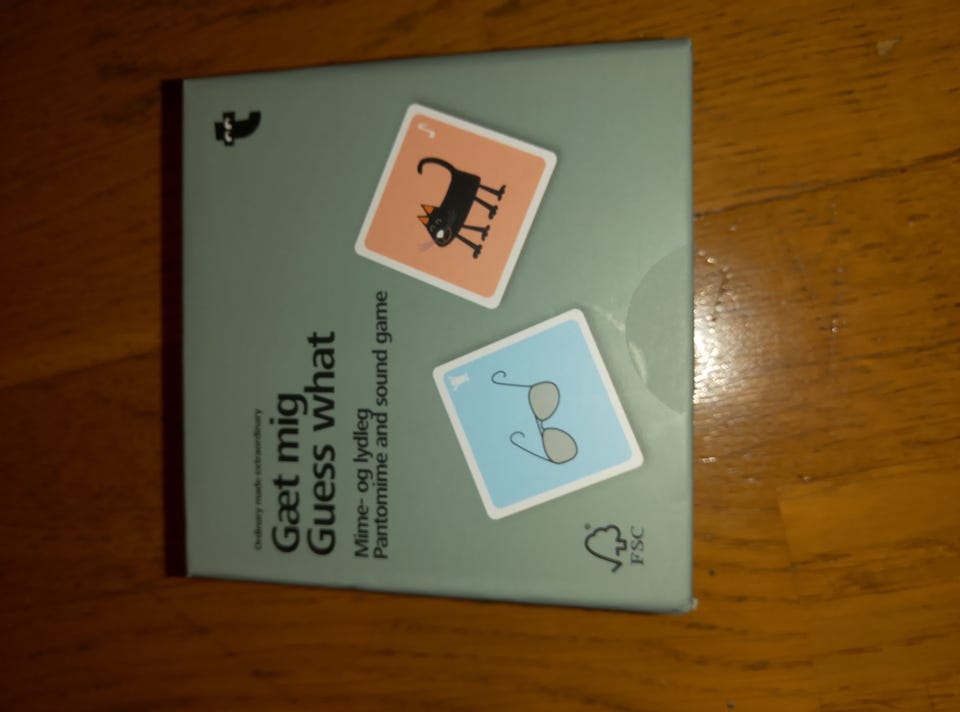 t
Ordinary made extraordinary
Gæt mig
Guess what
Mime- og lydleg
Pantomime and sound game
®
FSC